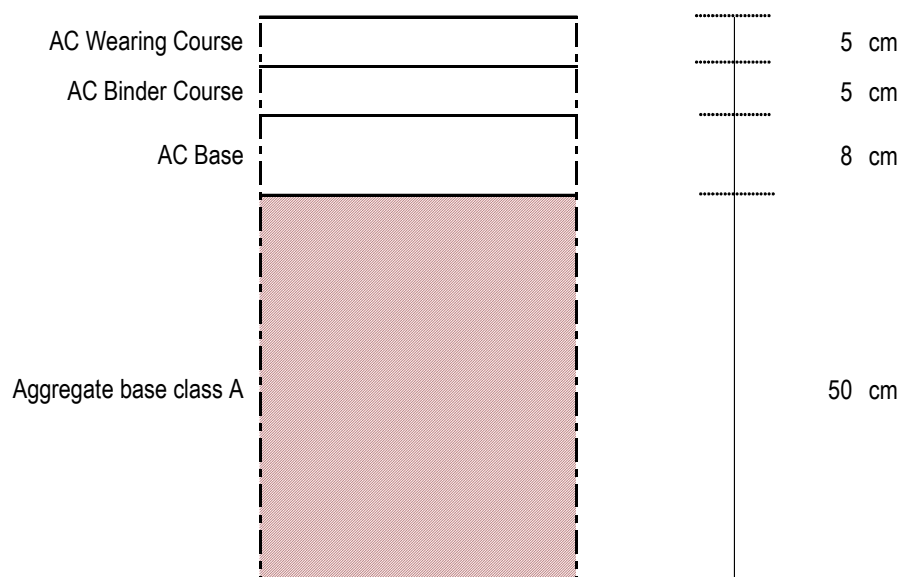 AC Wearing Course 5 cm
AC Binder Course 5 cm
AC Base 8 cm
Aggregate base class A 50 cm